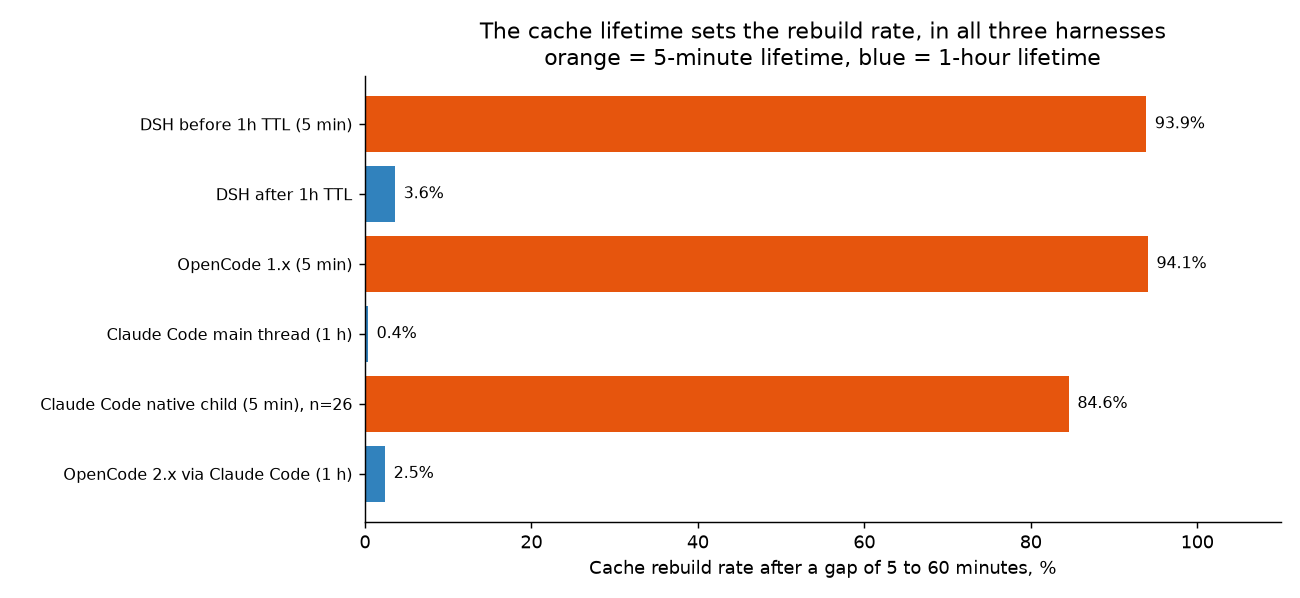 The cache lifetime sets the rebuild rate, in all three harnesses
orange = 5-minute lifetime, blue = 1-hour lifetime
DSH before 1h TTL (5 min)
93.9%
DSH after 1h TTL
3.6%
OpenCode 1.x (5 min)
94.1%
Claude Code main thread (1 h)
0.4%
Claude Code native child (5 min), n=26
84.6%
OpenCode 2.x via Claude Code (1 h)
2.5%
0 20 40 60 80 100
Cache rebuild rate after a gap of 5 to 60 minutes, %